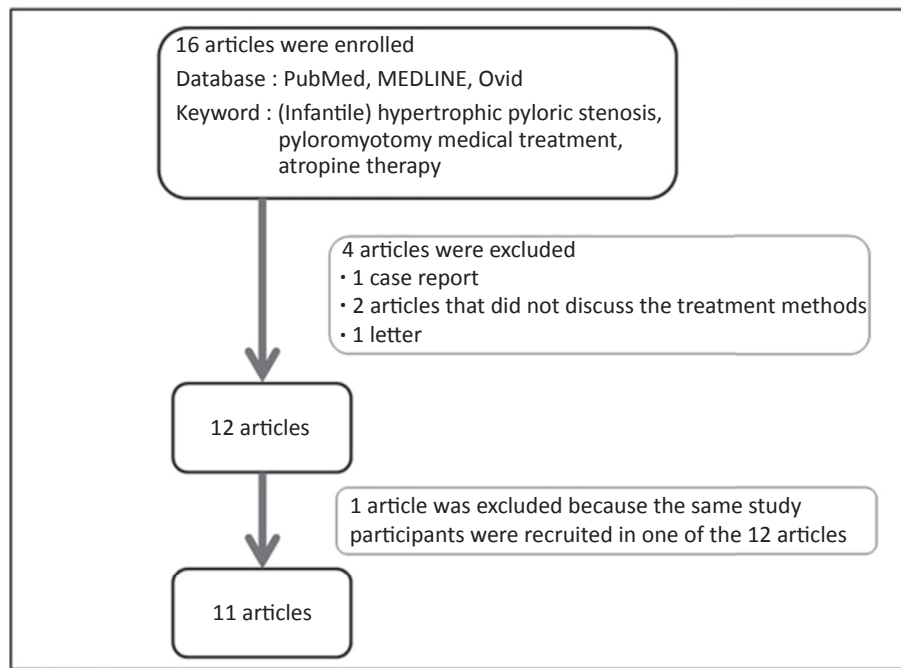 16 articles were enrolled
Database : PubMed, MEDLINE, Ovid
Keyword : (Infantile) hypertrophic pyloric stenosis,
pyloromyotomy medical treatment,
atropine therapy
4 articles were excluded
・1 case report
・2 articles that did not discuss the treatment methods
・1 letter
12 articles
1 article was excluded because the same study
participants were recruited in one of the 12 articles
11 articles